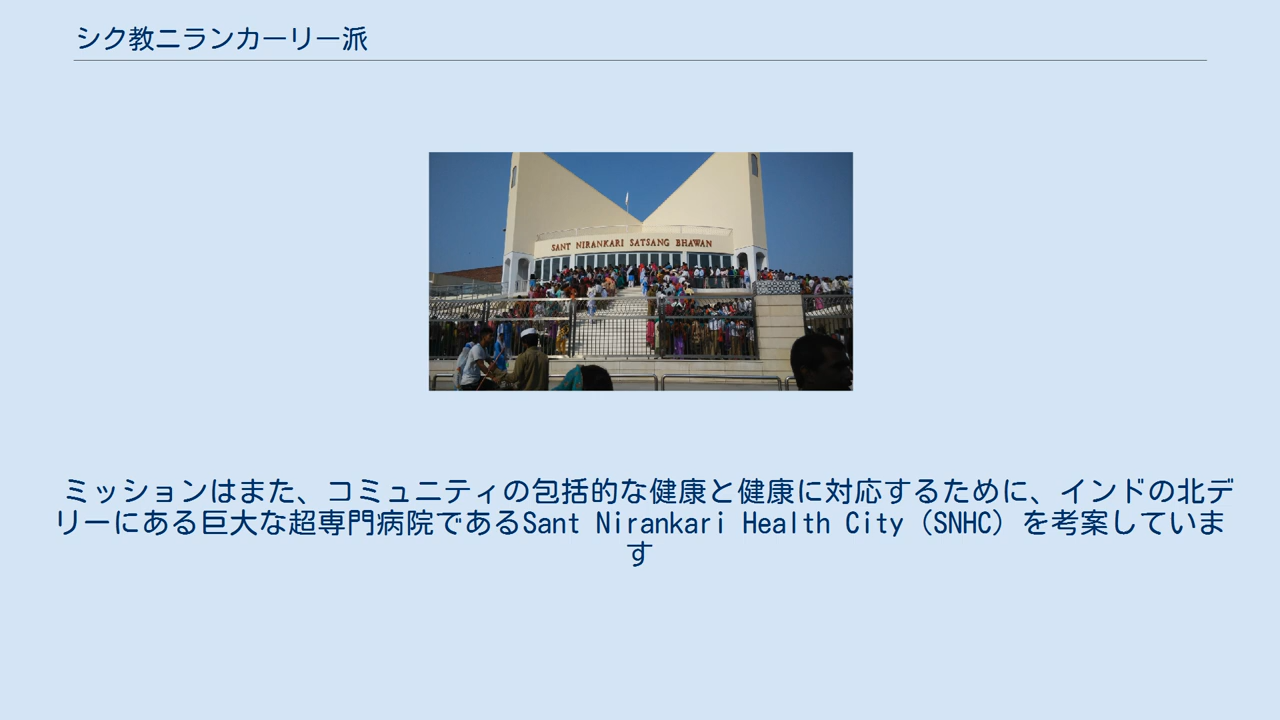 シク教ニランカーリー派
SANT NIRANKARI SATSANG BHAWAN
ミッションはまた、コミュニティの包括的な健康と健康に対応するために、インドの北デ
リーにある巨大な超専門病院であるSant Nirankari Health City（SNHC）を考案していま
す